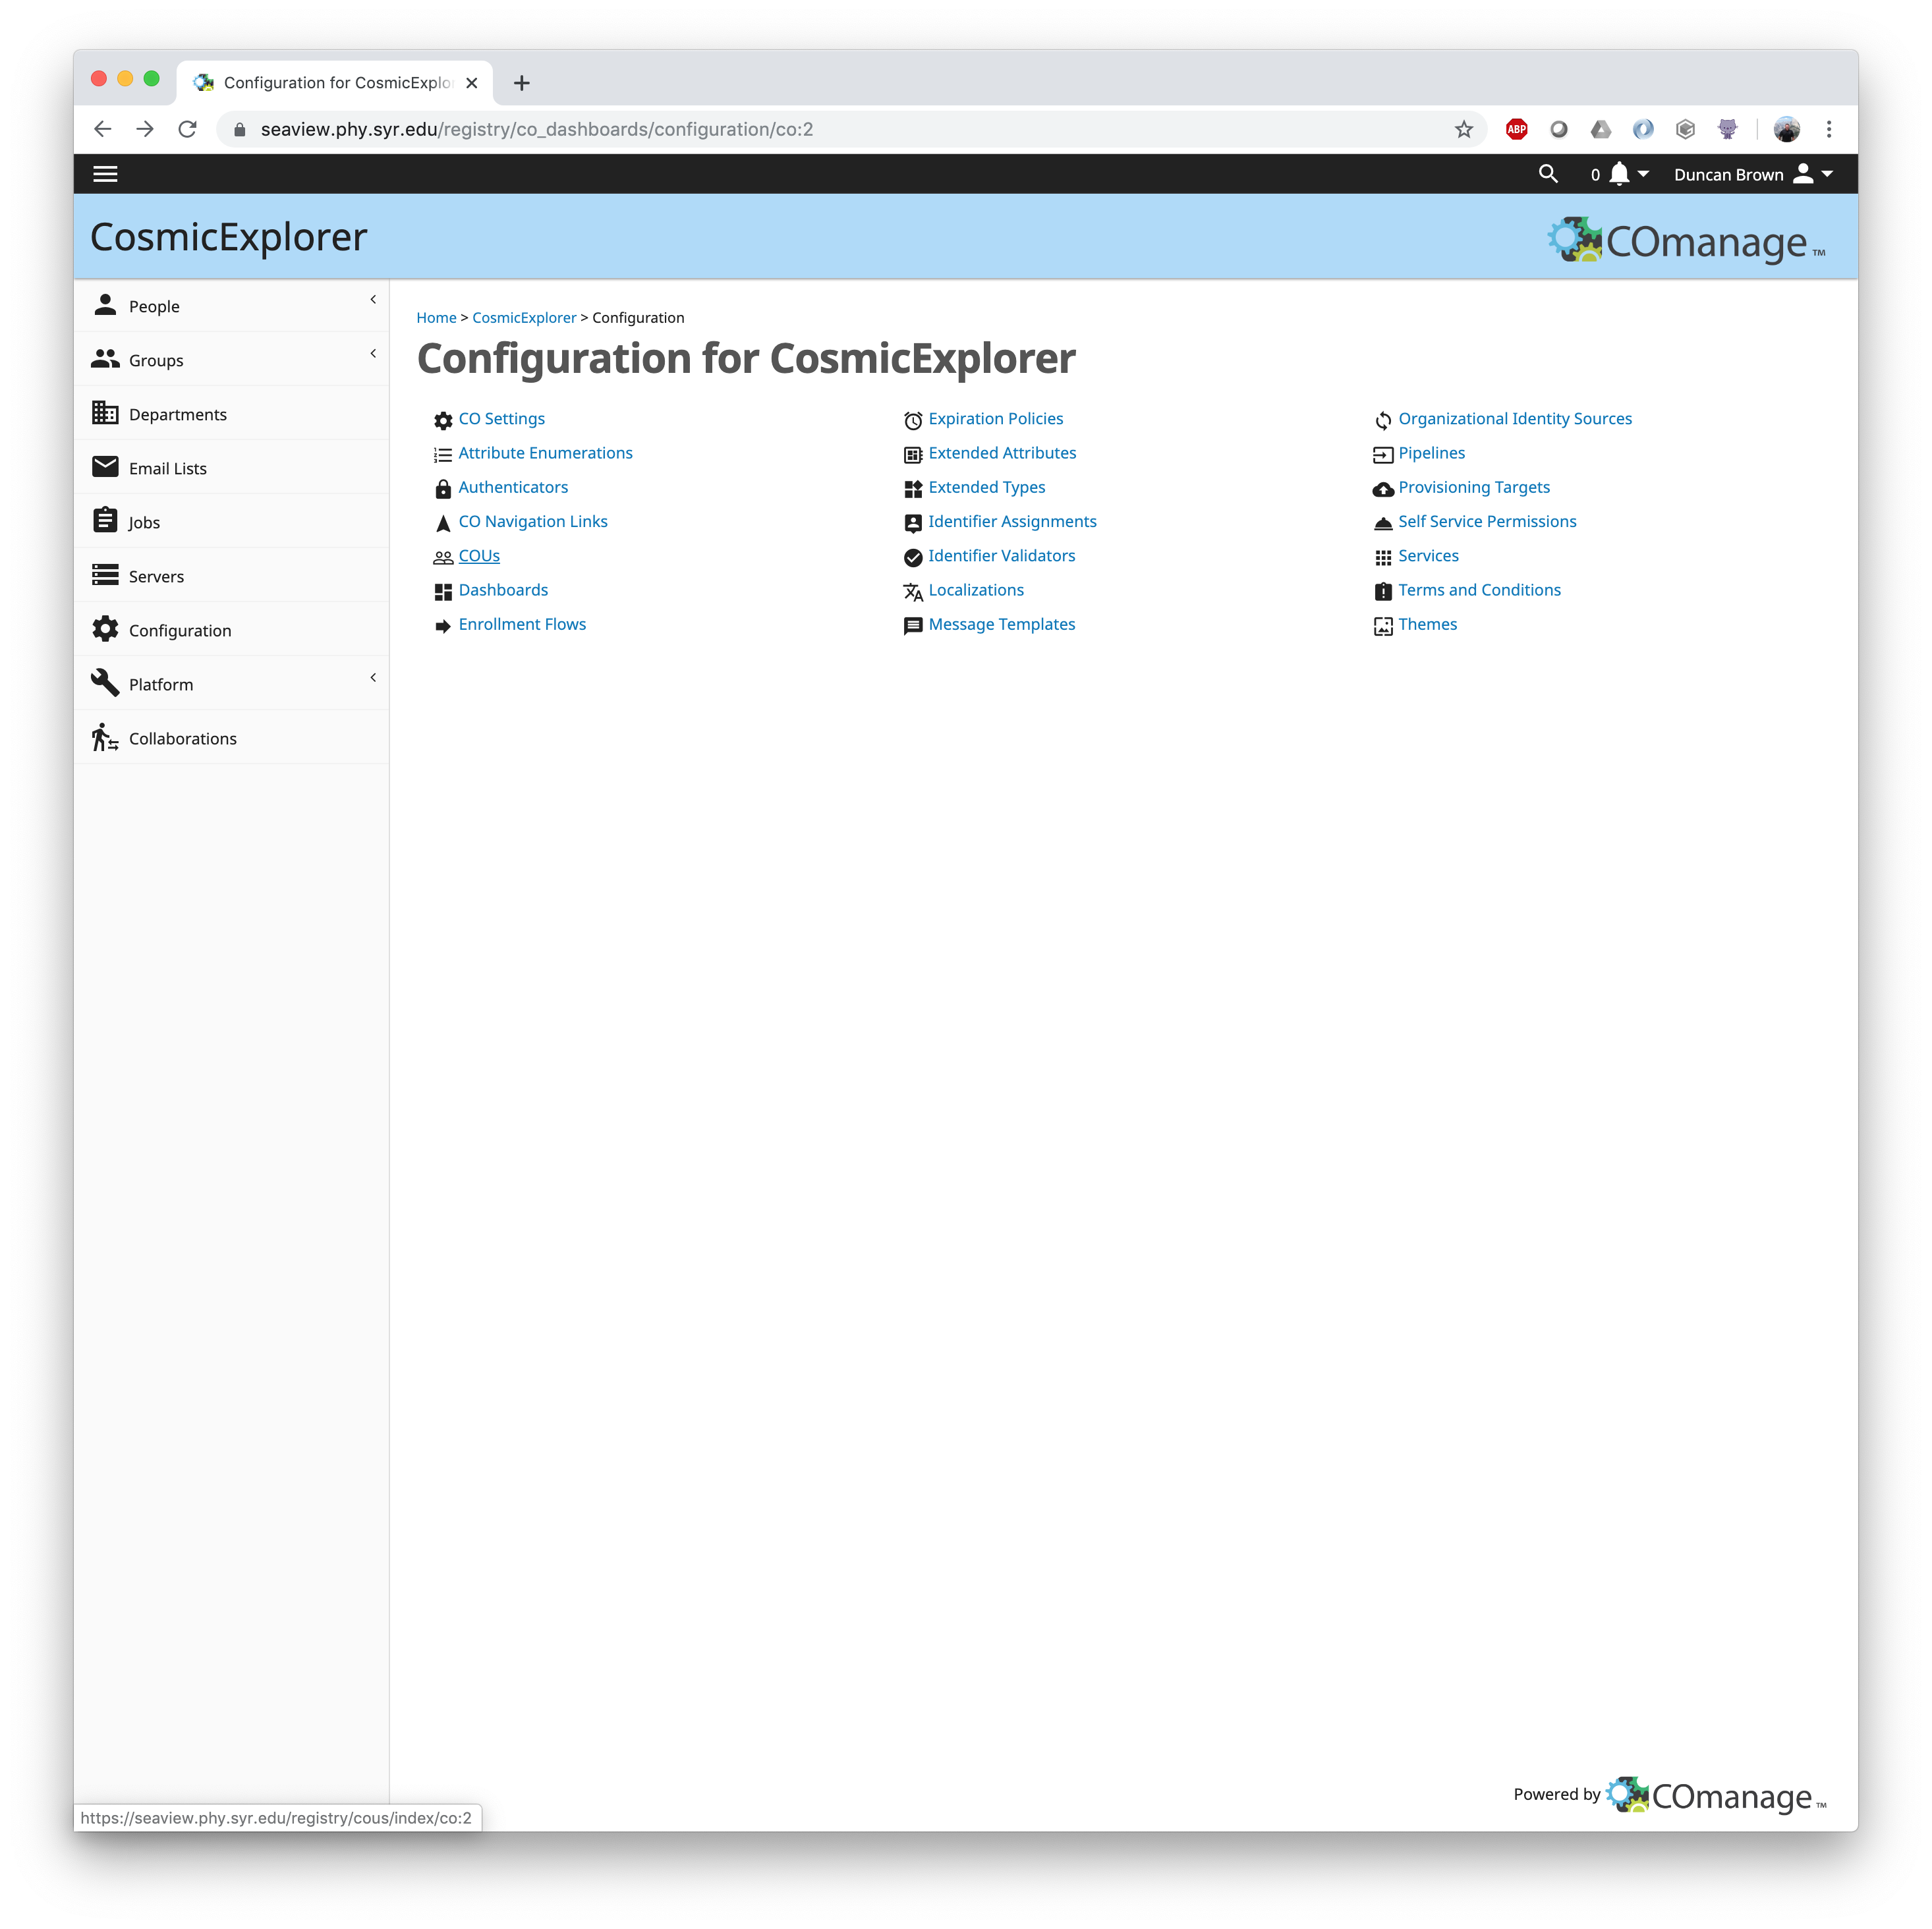 Configuration for CosmicExplo
seaview.phy.syr.edu/registry/co_dashboards/configuration/co:2
ABP
0
Duncan Brown
CosmicExplorer
COmanage TM
People
Groups
Departments
Email Lists
Jobs
Servers
Configuration
Platform
Collaborations
Home > CosmicExplorer > Configuration
Configuration for CosmicExplorer
CO Settings
Attribute Enumerations
Authenticators
CO Navigation Links
COUs
Dashboards
Enrollment Flows
Expiration Policies
Extended Attributes
Extended Types
Identifier Assignments
Identifier Validators
Localizations
Message Templates
Organizational Identity Sources
Pipelines
Provisioning Targets
Self Service Permissions
Services
Terms and Conditions
Themes
Powered by COmanage TM
https://seaview.phy.syr.edu/registry/cous/index/co:2